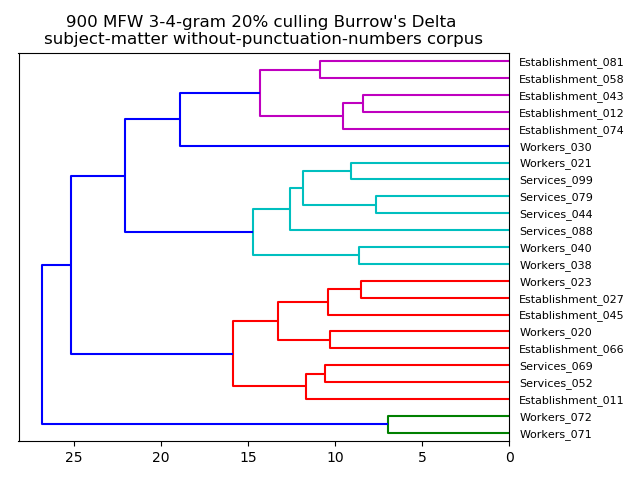 900 MFW 3-4-gram 20% culling Burrow's Delta
subject-matter without-punctuation-numbers corpus
Establishment_081
Establishment_058
Establishment_043
Establishment_012
Establishment_074
Workers_030
Workers_021
Services_099
Services_079
Services_044
Services_088
Workers_040
Workers_038
Workers_023
Establishment_027
Establishment_045
Workers_020
Establishment_066
Services_069
Services_052
Establishment_011
Workers_072
Workers_071
25 20 15 10 5 0